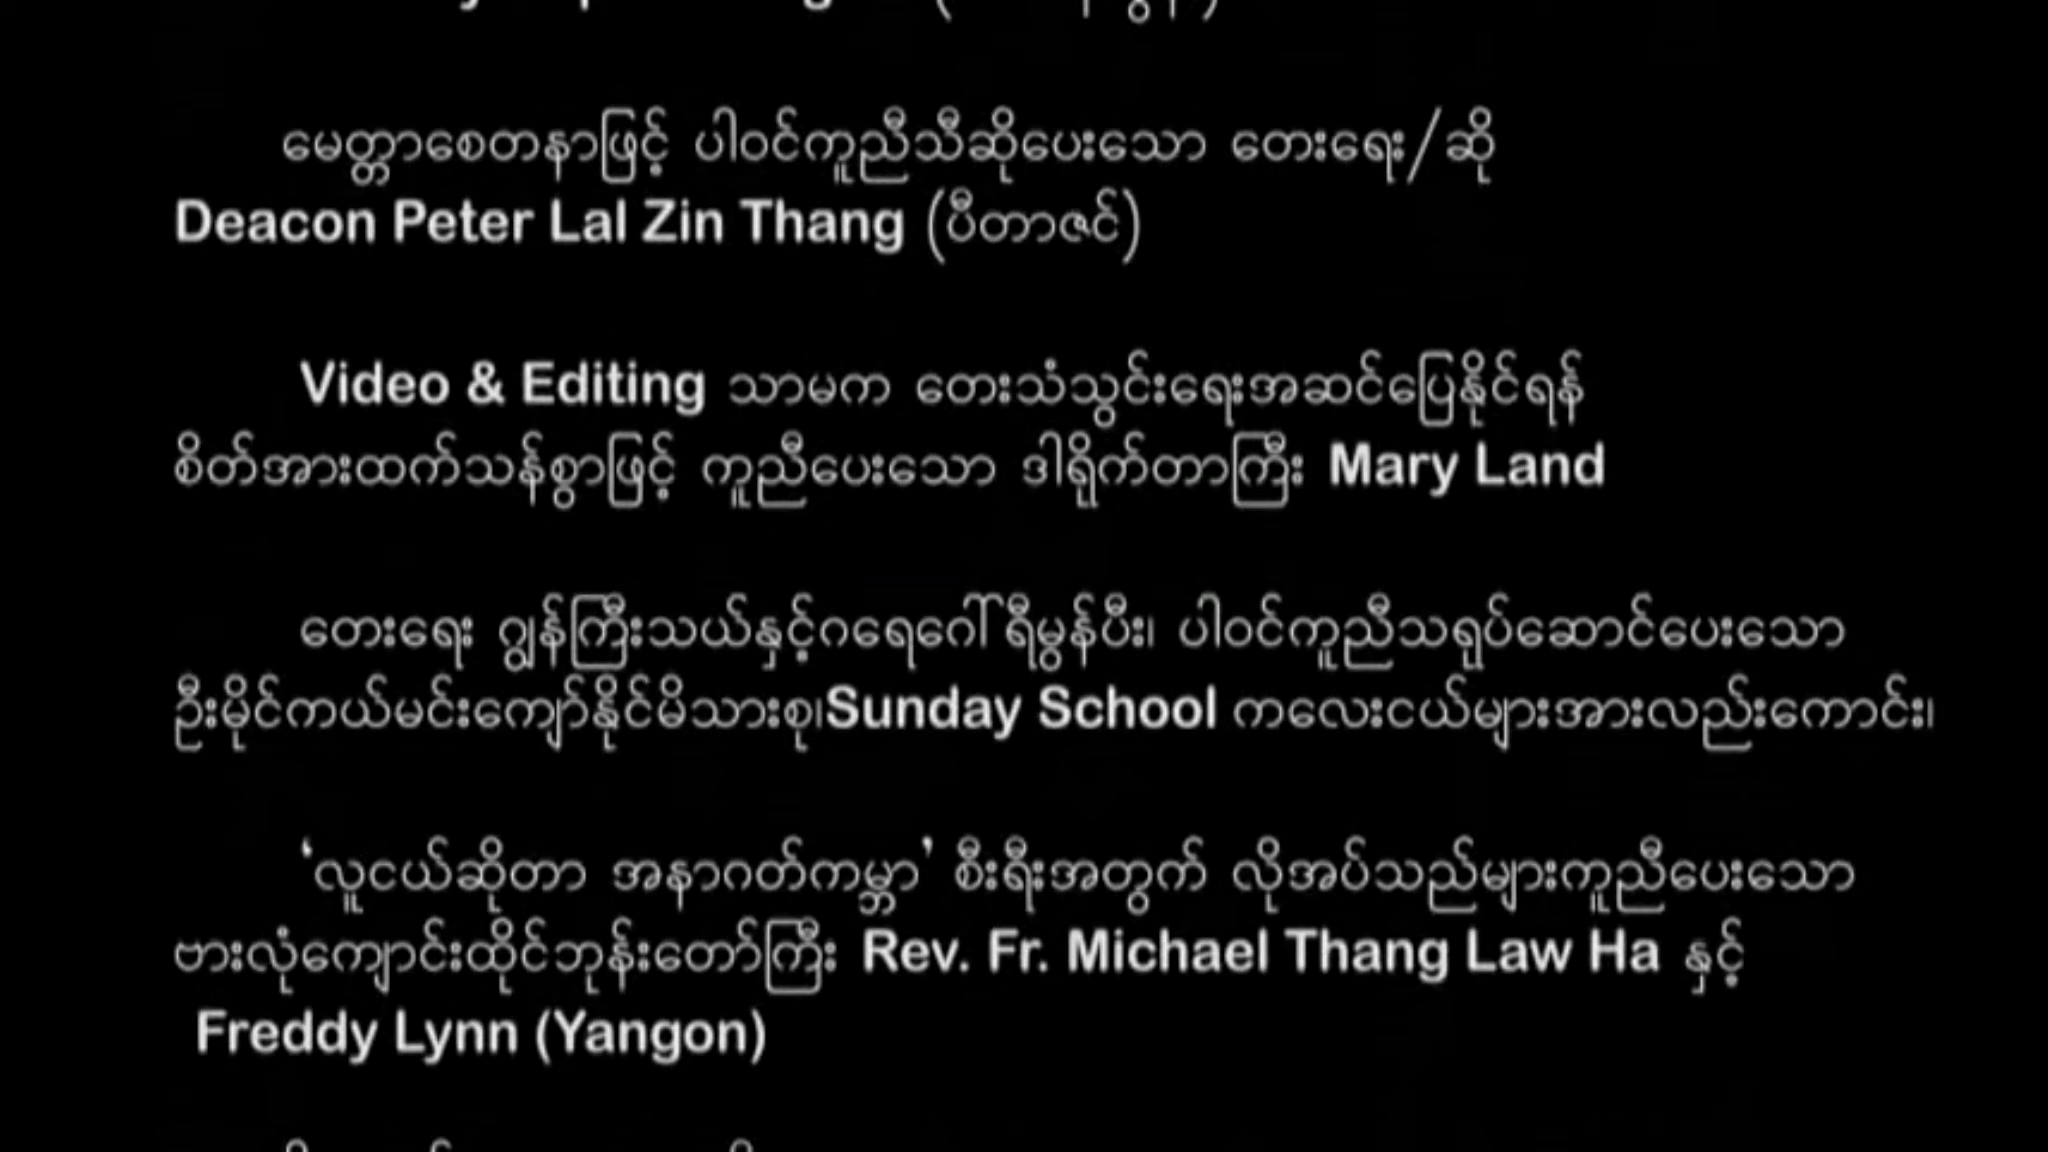 မေတ္တာစေတနာဖြင့် ပါဝင်ကူညီသီဆိုပေးသော တေးရေး/ဆို
Deacon Peter Lal Zin Thang (ပီတာဇင်)
Video & Editing သာမက တေးသံသွင်းရေးအဆင်ပြေနိုင်ရန်
စိတ်အားထက်သန်စွာဖြင့် ကူညီပေးသော ဒါရိုက်တာကြီး Mary Land
တေးရေး ဂျွန်ကြီးသယ်နှင့်ဂရေဂေါ်ရီမွန်ပီး၊ ပါဝင်ကူညီသရုပ်ဆောင်ပေးသော
ဦးမိုင်ကယ်မင်းကျော်နိုင်မိသားစု၊Sunday School ကလေးငယ်များအားလည်းကောင်း၊
‘လူငယ်ဆိုတာ အနာဂတ်ကမ္ဘာ’ စီးရီးအတွက် လိုအပ်သည်များကူညီပေးသော
ဗားလုံကျောင်းထိုင်ဘုန်းတော်ကြီး Rev. Fr. Michael Thang Law Ha နှင့်
Freddy Lynn (Yangon)